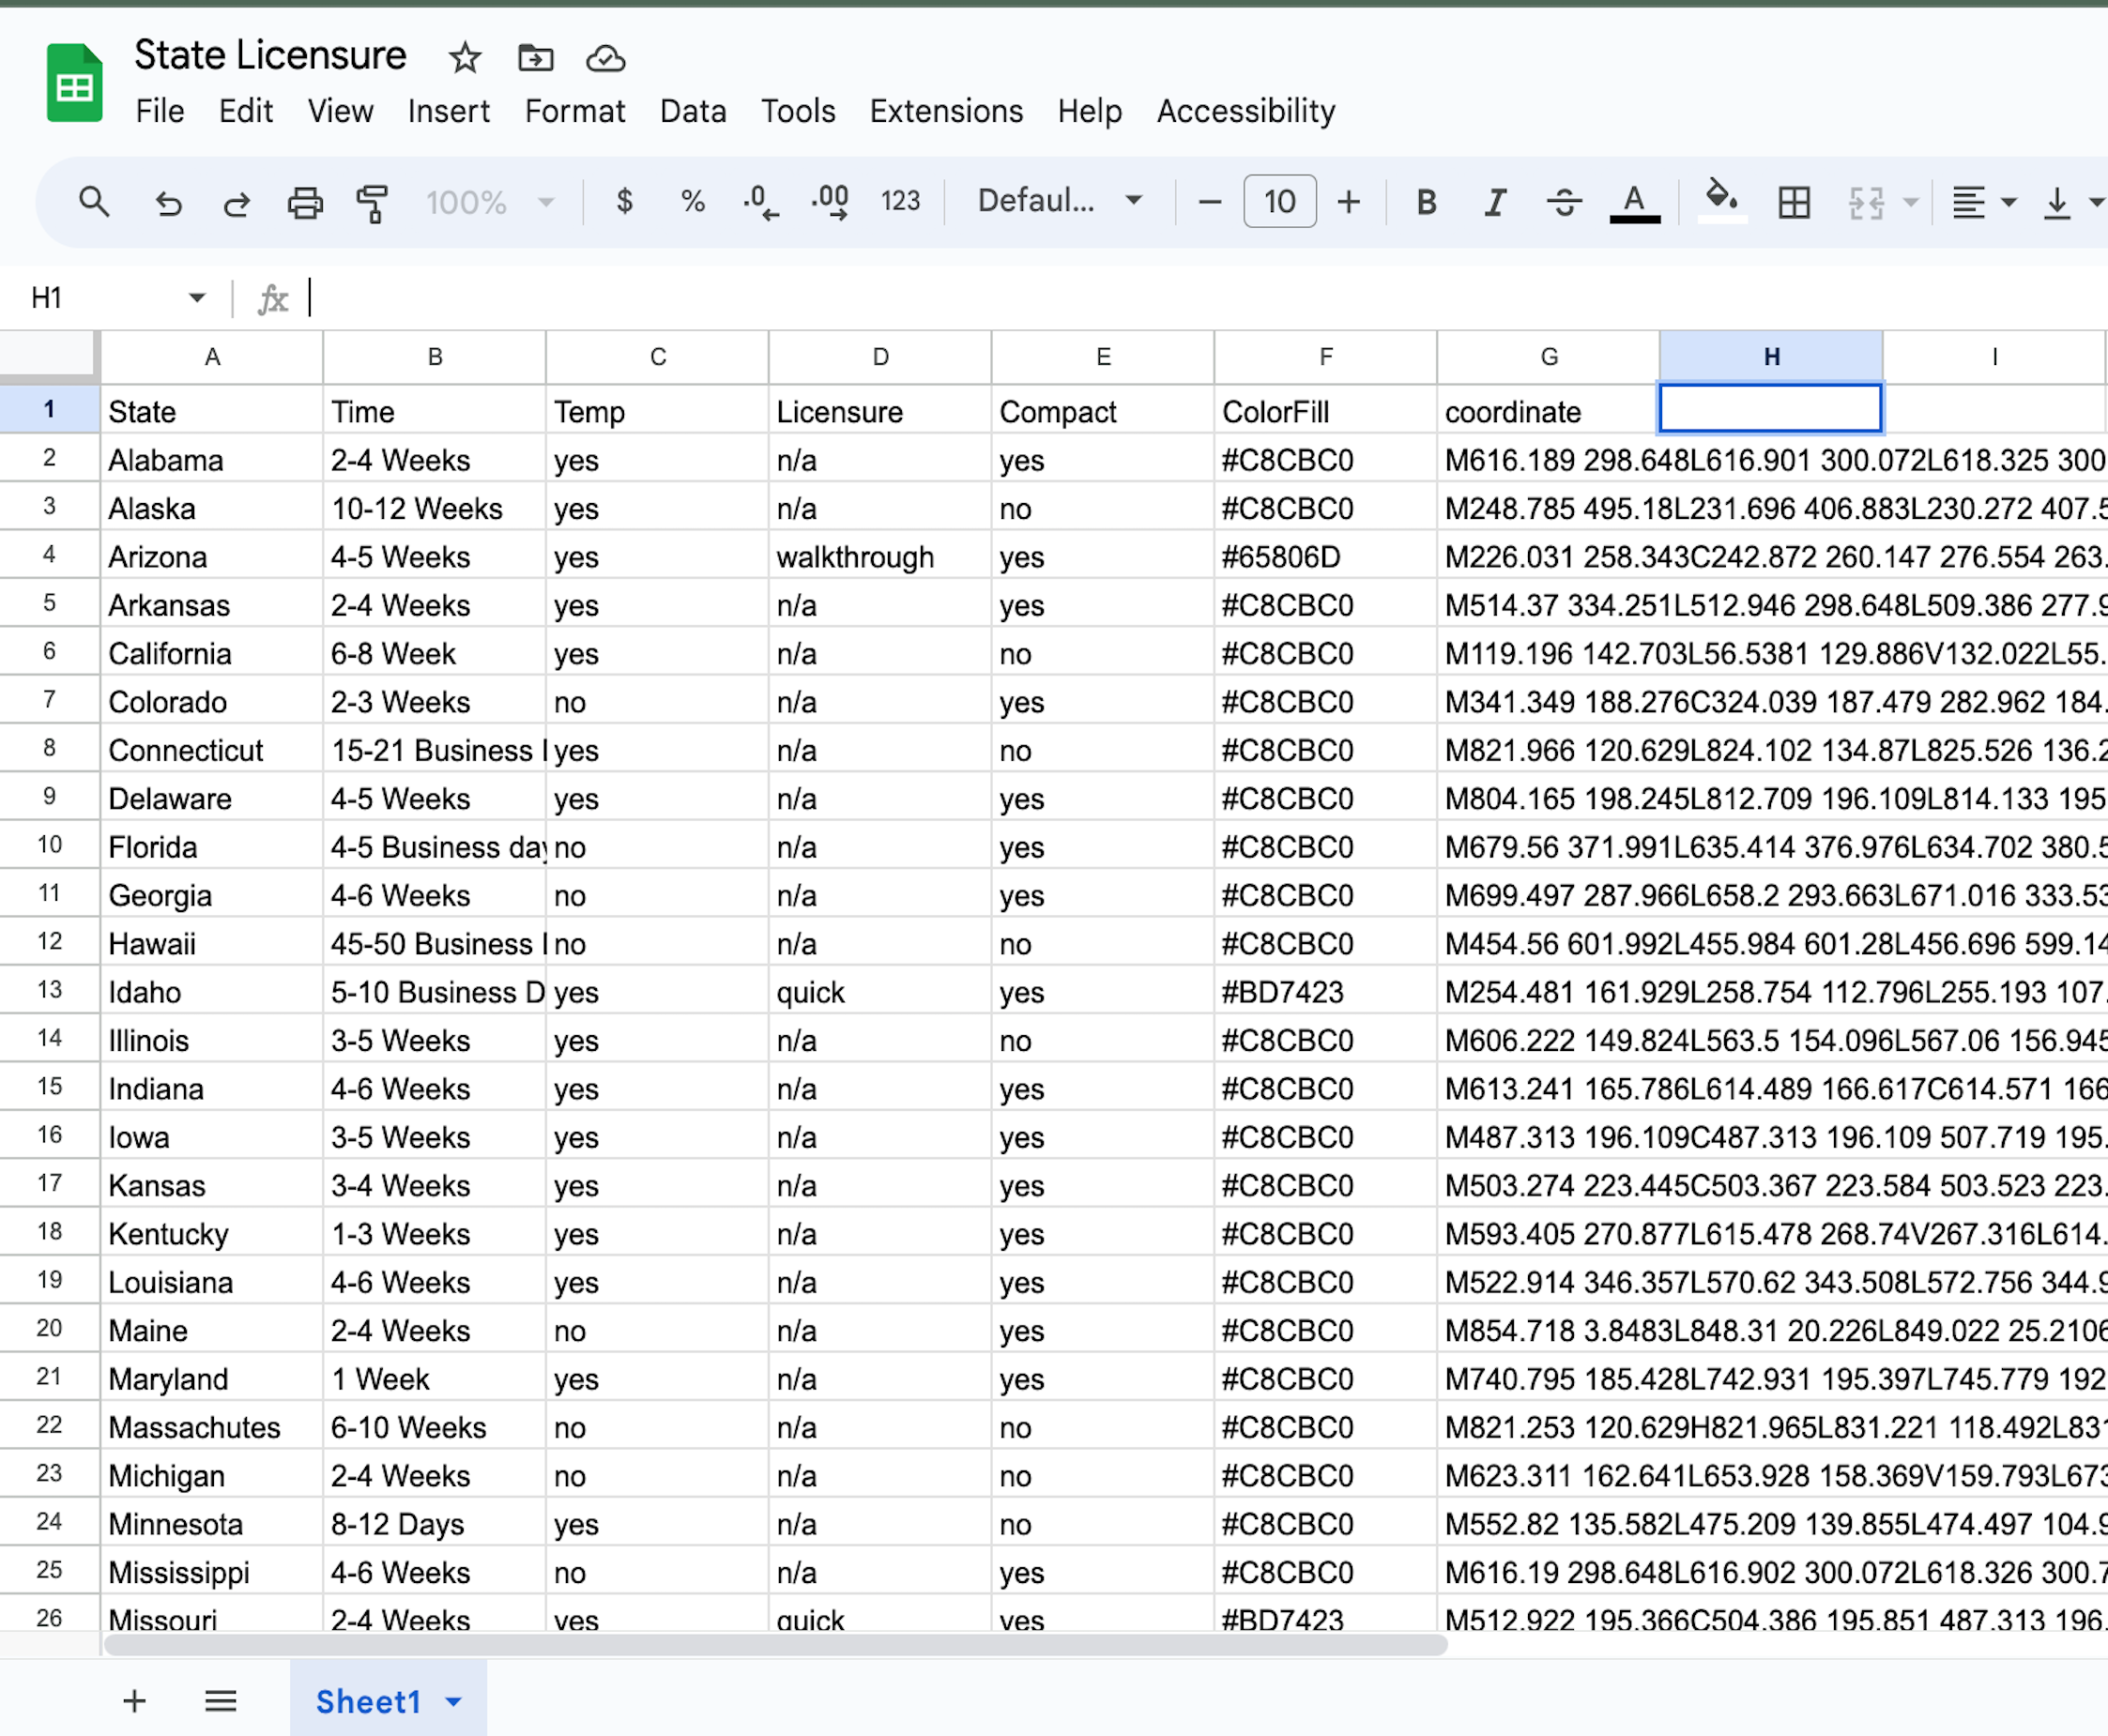 State Licensure
File Edit View Insert Format Data Tools Extensions Help Accessibility
100% $ % .0 .00 123 Defaul... 10 B I S A
H1 fx
A B C D E F G H I
1 State Time Temp Licensure Compact ColorFill coordinate
2 Alabama 2-4 Weeks yes n/a yes #C8CBC0 M616.189 298.648L616.901 300.072L618.325 300
3 Alaska 10-12 Weeks yes n/a no #C8CBC0 M248.785 495.18L231.696 406.883L230.272 407.5
4 Arizona 4-5 Weeks yes walkthrough yes #65806D M226.031 258.343C242.872 260.147 276.554 263.
5 Arkansas 2-4 Weeks yes n/a yes #C8CBC0 M514.37 334.251L512.946 298.648L509.386 277.9
6 California 6-8 Week yes n/a no #C8CBC0 M119.196 142.703L56.5381 129.886V132.022L55.
7 Colorado 2-3 Weeks no n/a yes #C8CBC0 M341.349 188.276C324.039 187.479 282.962 184.
8 Connecticut 15-21 Business yes n/a no #C8CBC0 M821.966 120.629L824.102 134.87L825.526 136.2
9 Delaware 4-5 Weeks yes n/a yes #C8CBC0 M804.165 198.245L812.709 196.109L814.133 195
10 Florida 4-5 Business day no n/a yes #C8CBC0 M679.56 371.991L635.414 376.976L634.702 380.5
11 Georgia 4-6 Weeks no n/a yes #C8CBC0 M699.497 287.966L658.2 293.663L671.016 333.53
12 Hawaii 45-50 Business no n/a no #C8CBC0 M454.56 601.992L455.984 601.28L456.696 599.14
13 Idaho 5-10 Business D yes quick yes #BD7423 M254.481 161.929L258.754 112.796L255.193 107.
14 Illinois 3-5 Weeks yes n/a no #C8CBC0 M606.222 149.824L563.5 154.096L567.06 156.945
15 Indiana 4-6 Weeks yes n/a yes #C8CBC0 M613.241 165.786L614.489 166.617C614.571 166
16 Iowa 3-5 Weeks yes n/a yes #C8CBC0 M487.313 196.109C487.313 196.109 507.719 195.
17 Kansas 3-4 Weeks yes n/a yes #C8CBC0 M503.274 223.445C503.367 223.584 503.523 223.
18 Kentucky 1-3 Weeks yes n/a yes #C8CBC0 M593.405 270.877L615.478 268.74V267.316L614.
19 Louisiana 4-6 Weeks yes n/a yes #C8CBC0 M522.914 346.357L570.62 343.508L572.756 344.9
20 Maine 2-4 Weeks no n/a yes #C8CBC0 M854.718 3.8483L848.31 20.226L849.022 25.2106
21 Maryland 1 Week yes n/a yes #C8CBC0 M740.795 185.428L742.931 195.397L745.779 192
22 Massachutes 6-10 Weeks no n/a no #C8CBC0 M821.253 120.629H821.965L831.221 118.492L831
23 Michigan 2-4 Weeks no n/a no #C8CBC0 M623.311 162.641L653.928 158.369V159.793L673
24 Minnesota 8-12 Days yes n/a no #C8CBC0 M552.82 135.582L475.209 139.855L474.497 104.9
25 Mississippi 4-6 Weeks no n/a yes #C8CBC0 M616.19 298.648L616.902 300.072L618.326 300.7
26 Missouri 2-4 Weeks yes quick yes #BD7423 M512.922 195.366C504.386 195.851 487.313 196.
Sheet1